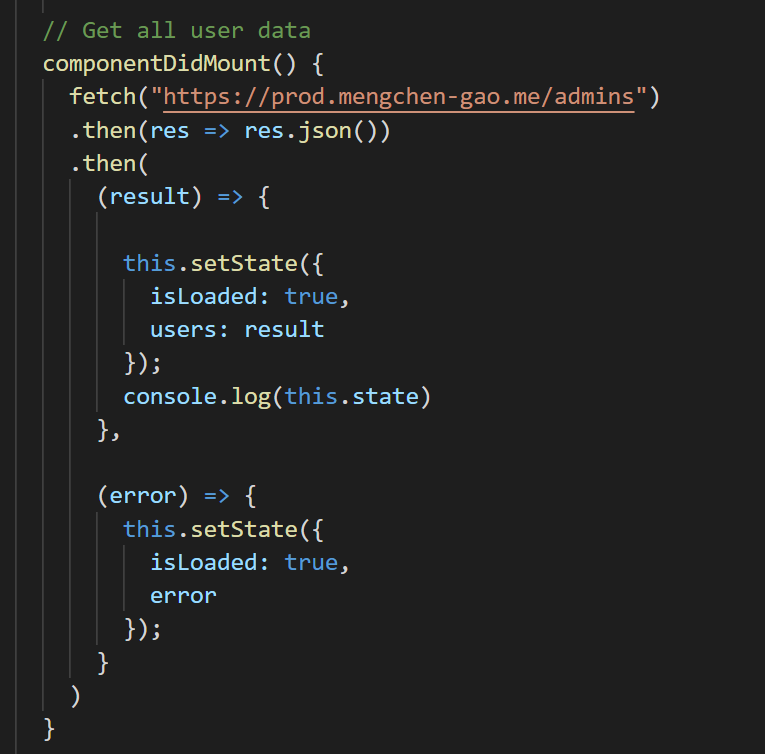 // Get all user data
componentDidMount() {
fetch("https://prod.mengchen-gao.me/admins")
.then(res => res.json())
.then(
(result) => {
this.setState({
isLoaded: true,
users: result
});
console.log(this.state)
},
(error) => {
this.setState({
isLoaded: true,
error
});
}
)
}